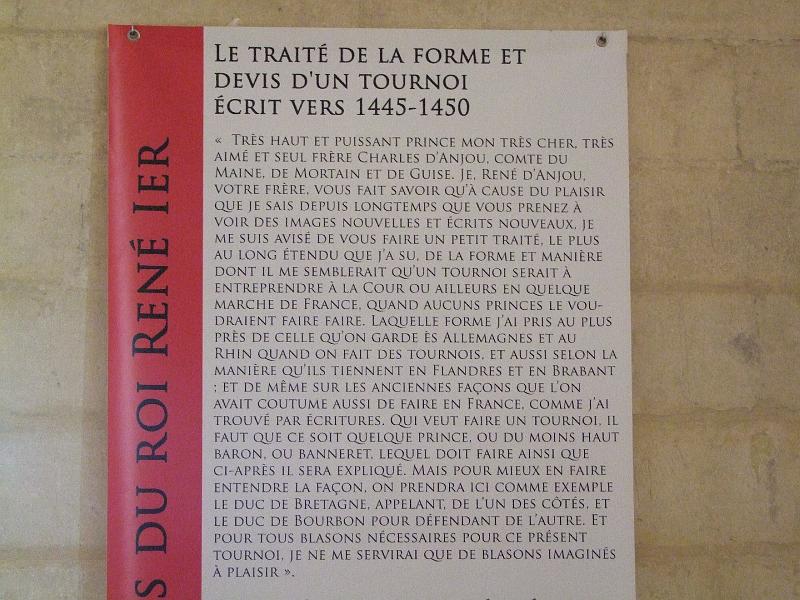 LE TRAITÉ DE LA FORME ET
DEVIS D'UN TOURNOI
ÉCRIT VERS 1445-1450
« TRÈS HAUT ET PUISSANT PRINCE MON TRÈS CHER, TRÈS
AIMÉ ET SEUL FRÈRE CHARLES D'ANJOU, COMTE DU
MAINE, DE MORTAIN ET DE GUISE. JE, RENÉ D'ANJOU,
VOTRE FRÈRE, VOUS FAIT SAVOIR QU'À CAUSE DU PLAISIR
QUE JE SAIS DEPUIS LONGTEMPS QUE VOUS PRENEZ À
VOIR DES IMAGES NOUVELLES ET ÉCRITS NOUVEAUX, JE
ME SUIS AVISÉ DE VOUS FAIRE UN PETIT TRAITÉ, LE PLUS
AU LONG ÉTENDU QUE J'A SU, DE LA FORME ET MANIÈRE
DONT IL ME SEMBLERAIT QU'UN TOURNOI SERAIT À
ENTREPRENDRE À LA COUR OU AILLEURS EN QUELQUE
MARCHE DE FRANCE, QUAND AUCUNS PRINCES LE VOU-
DRAIENT FAIRE FAIRE. LAQUELLE FORME J'AI PRIS AU PLUS
PRÈS DE CELLE QU'ON GARDE ÈS ALLEMAGNES ET AU
RHIN QUAND ON FAIT DES TOURNOIS, ET AUSSI SELON LA
MANIÈRE QU'ILS TIENNENT EN FLANDRES ET EN BRABANT
; ET DE MÊME SUR LES ANCIENNES FAÇONS QUE L'ON
AVAIT COUTUME AUSSI DE FAIRE EN FRANCE, COMME J'AI
TROUVÉ PAR ÉCRITURES. QUI VEUT FAIRE UN TOURNOI, IL
FAUT QUE CE SOIT QUELQUE PRINCE, OU DU MOINS HAUT
BARON, OU BANNERET, LEQUEL DOIT FAIRE AINSI QUE
CI-APRÈS IL SERA EXPLIQUÉ. MAIS POUR MIEUX EN FAIRE
ENTENDRE LA FAÇON, ON PRENDRA ICI COMME EXEMPLE
LE DUC DE BRETAGNE, APPELANT, DE L'UN DES CÔTÉS, ET
LE DUC DE BOURBON POUR DÉFENDANT DE L'AUTRE. ET
POUR TOUS BLASONS NÉCESSAIRES POUR CE PRÉSENT
TOURNOI, JE NE ME SERVIRAI QUE DE BLASONS IMAGINÉS
À PLAISIR ».
S DU ROI RENÉ IER